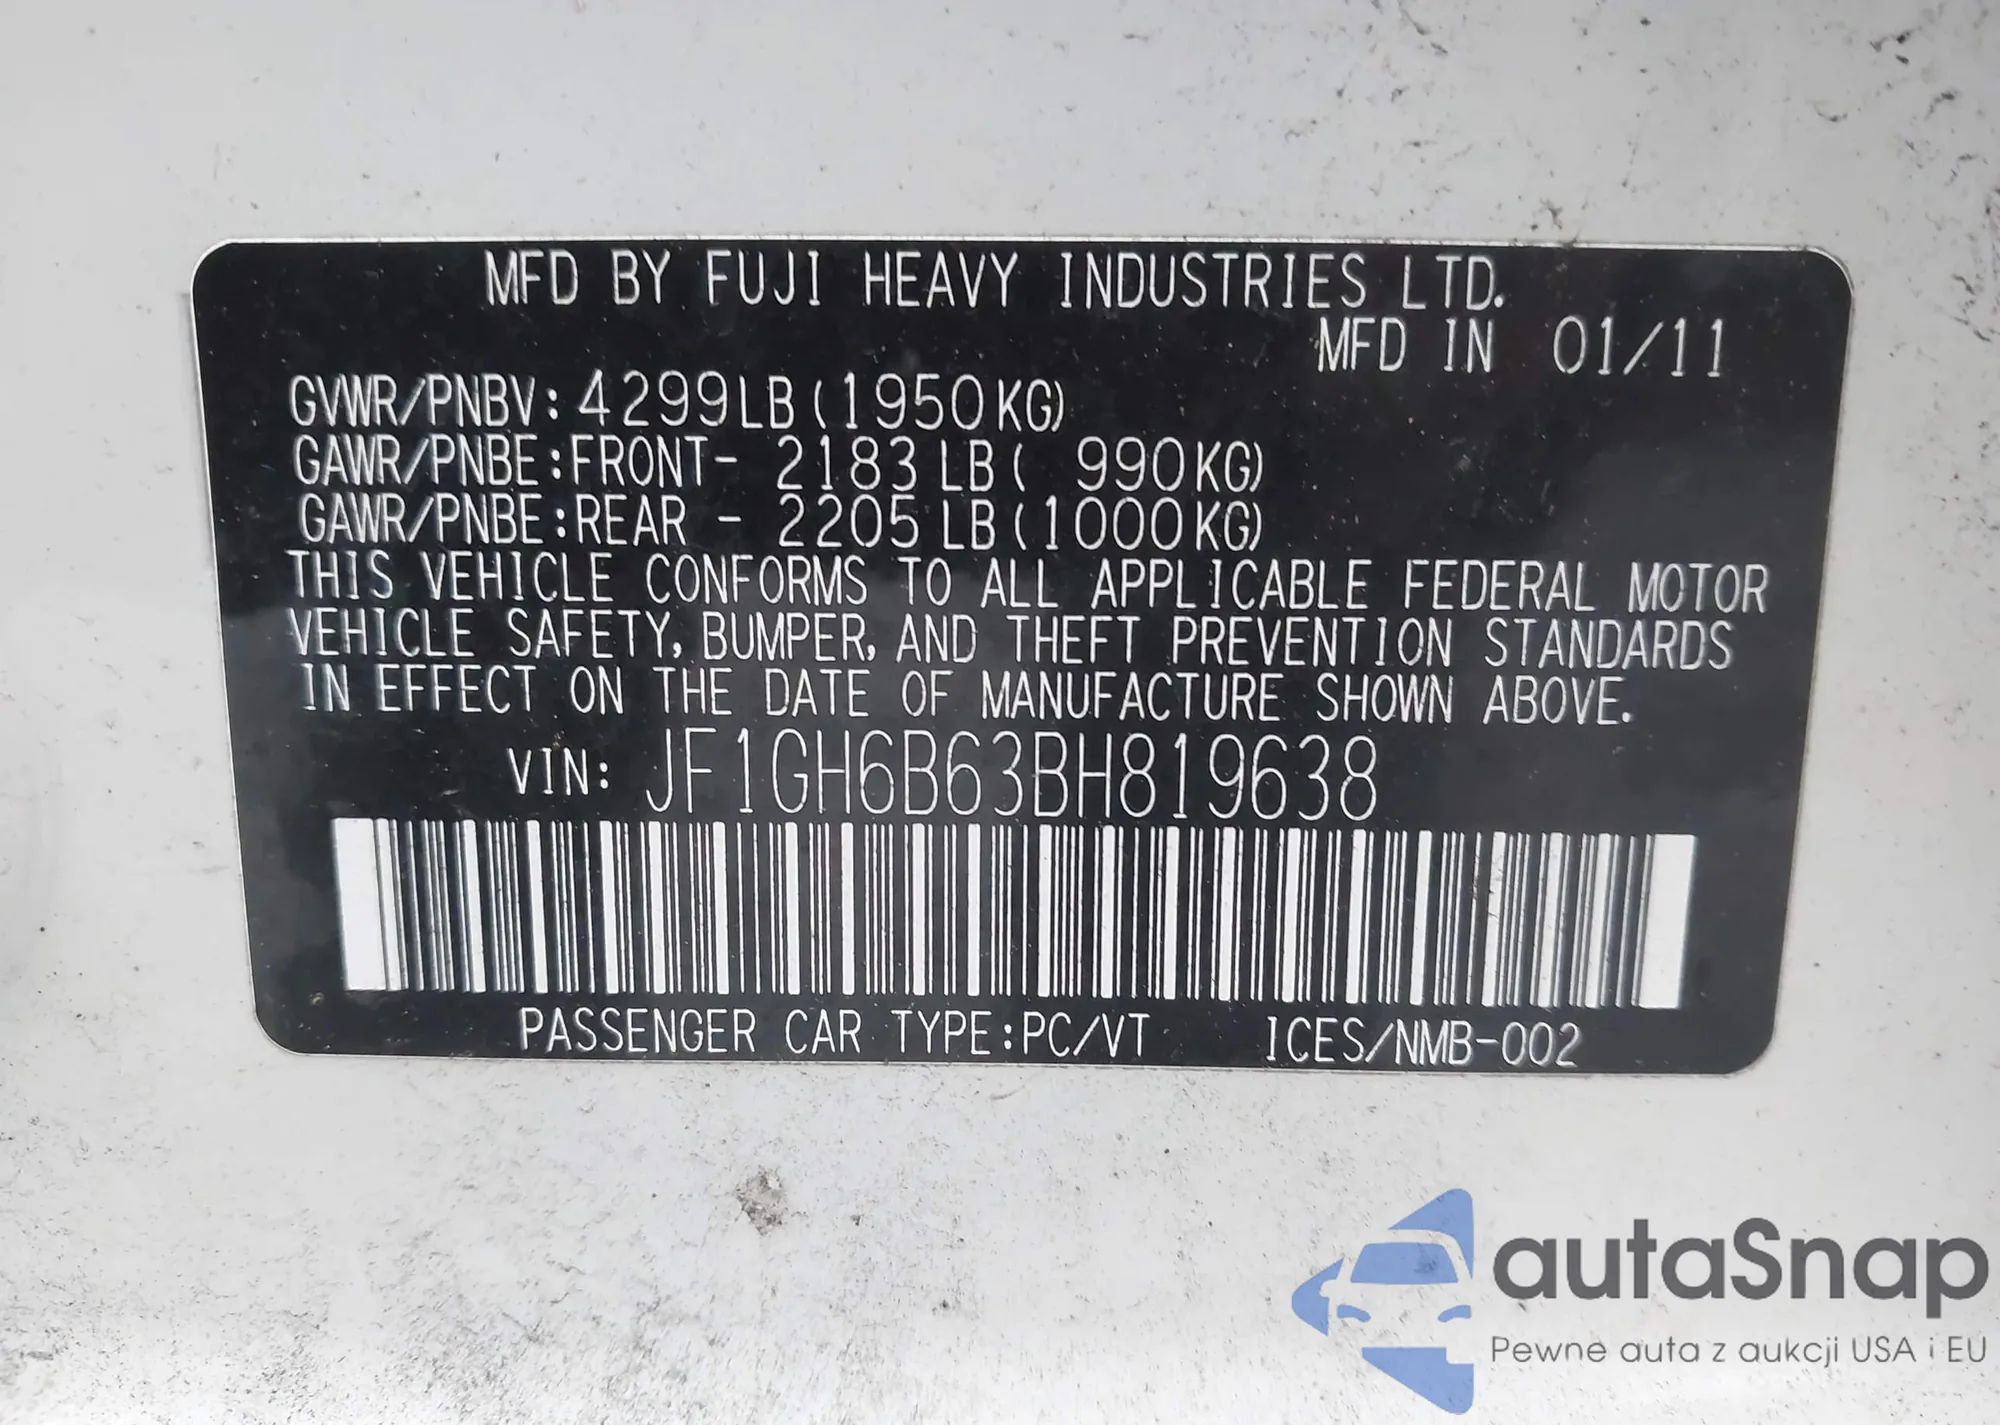 MFD BY FUJI HEAVY INDUSTRIES LTD.
MFD IN 01/11
GVWR/PNBV: 4299LB (1950KG)
GAWR/PNBE:FRONT- 2183 LB ( 990KG)
GAWR/PNBE:REAR - 2205 LB (1000KG)
THIS VEHICLE CONFORMS TO ALL APPLICABLE FEDERAL MOTOR
VEHICLE SAFETY, BUMPER, AND THEFT PREVENTION STANDARDS
IN EFFECT ON THE DATE OF MANUFACTURE SHOWN ABOVE.
VIN: JF1GH6B63BH819638
PASSENGER CAR TYPE:PC/VT ICES/NMB-002
autaSnap
Pewne auta z aukcji USA i EU